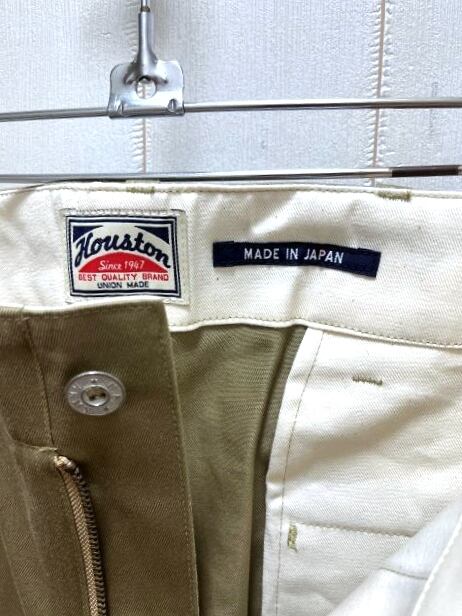 Houston
Since 1947
BEST QUALITY BRAND
UNION MADE
MADE IN JAPAN